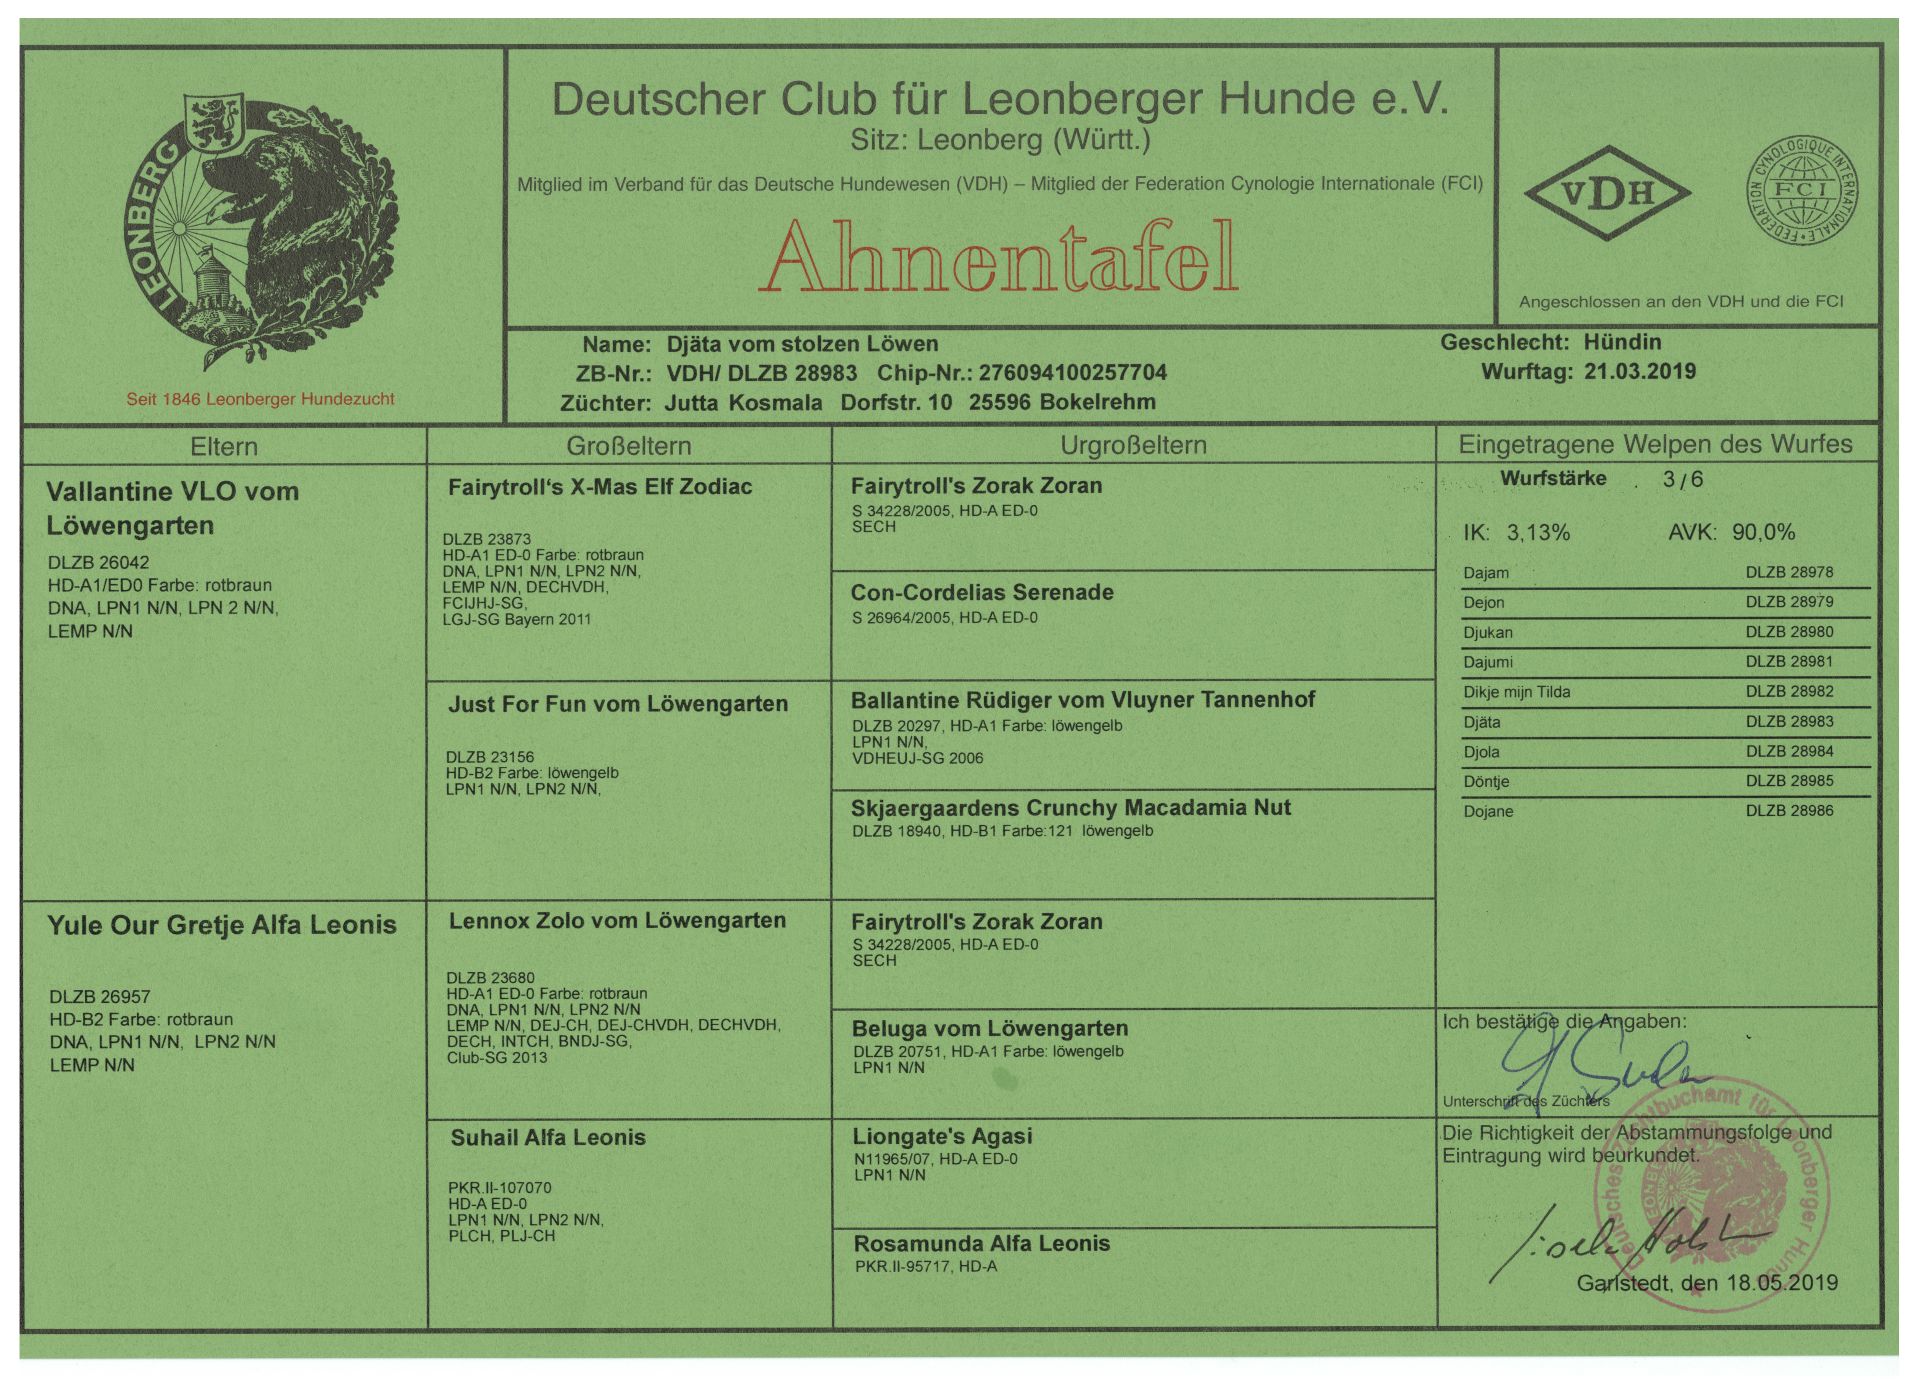 LEONBERG
Seit 1846 Leonberger Hundezucht
Deutscher Club für Leonberger Hunde e.V.
Sitz: Leonberg (Württ.)
Mitglied im Verband für das Deutsche Hundewesen (VDH) – Mitglied der Federation Cynologie Internationale (FCI)
Ahnentafel
VDH
FEDERATION CYNOLOGIQUE INTERNATIONALE
FCI
Angeschlossen an den VDH und die FCI
Name: Djäta vom stolzen Löwen
ZB-Nr.: VDH/ DLZB 28983 Chip-Nr.: 276094100257704
Züchter: Jutta Kosmala Dorfstr. 10 25596 Bokelrehm
Geschlecht: Hündin
Wurftag: 21.03.2019
Eltern
Vallantine VLO vom
Löwengarten
DLZB 26042
HD-A1/ED0 Farbe: rotbraun
DNA, LPN1 N/N, LPN 2 N/N,
LEMP N/N
Yule Our Gretje Alfa Leonis
DLZB 26957
HD-B2 Farbe: rotbraun
DNA, LPN1 N/N, LPN2 N/N
LEMP N/N
Großeltern
Fairytroll‘s X-Mas Elf Zodiac
DLZB 23873
HD-A1 ED-0 Farbe: rotbraun
DNA, LPN1 N/N, LPN2 N/N,
LEMP N/N, DECHVDH,
FCIJHJ-SG,
LGJ-SG Bayern 2011
Just For Fun vom Löwengarten
DLZB 23156
HD-B2 Farbe: löwengelb
LPN1 N/N, LPN2 N/N,
Lennox Zolo vom Löwengarten
DLZB 23680
HD-A1 ED-0 Farbe: rotbraun
DNA, LPN1 N/N, LPN2 N/N
LEMP N/N, DEJ-CH, DEJ-CHVDH, DECHVDH,
DECH, INTCH, BNDJ-SG,
Club-SG 2013
Suhail Alfa Leonis
PKR.II-107070
HD-A ED-0
LPN1 N/N, LPN2 N/N,
PLCH, PLJ-CH
Urgroßeltern
Fairytroll's Zorak Zoran
S 34228/2005, HD-A ED-0
SECH
Con-Cordelias Serenade
S 26964/2005, HD-A ED-0
Ballantine Rüdiger vom Vluyner Tannenhof
DLZB 20297, HD-A1 Farbe: löwengelb
LPN1 N/N,
VDHEUJ-SG 2006
Skjaergaardens Crunchy Macadamia Nut
DLZB 18940, HD-B1 Farbe:121 löwengelb
Fairytroll's Zorak Zoran
S 34228/2005, HD-A ED-0
SECH
Beluga vom Löwengarten
DLZB 20751, HD-A1 Farbe: löwengelb
LPN1 N/N
Liongate's Agasi
N11965/07, HD-A ED-0
LPN1 N/N
Rosamunda Alfa Leonis
PKR.II-95717, HD-A
Eingetragene Welpen des Wurfes
Wurfstärke 3/6
IK: 3,13% AVK: 90,0%
Dajam DLZB 28978
Dejon DLZB 28979
Djukan DLZB 28980
Dajumi DLZB 28981
Dikje mijn Tilda DLZB 28982
Djäta DLZB 28983
Djola DLZB 28984
Döntje DLZB 28985
Dojane DLZB 28986
Ich bestätige die Angaben:
Unterschrift des Züchters
Die Richtigkeit der Abstammungsfolge und
Eintragung wird beurkundet.
Deutsches Zuchtbuchamt für Leonberger Hunde
Garlstedt, den 18.05.2019